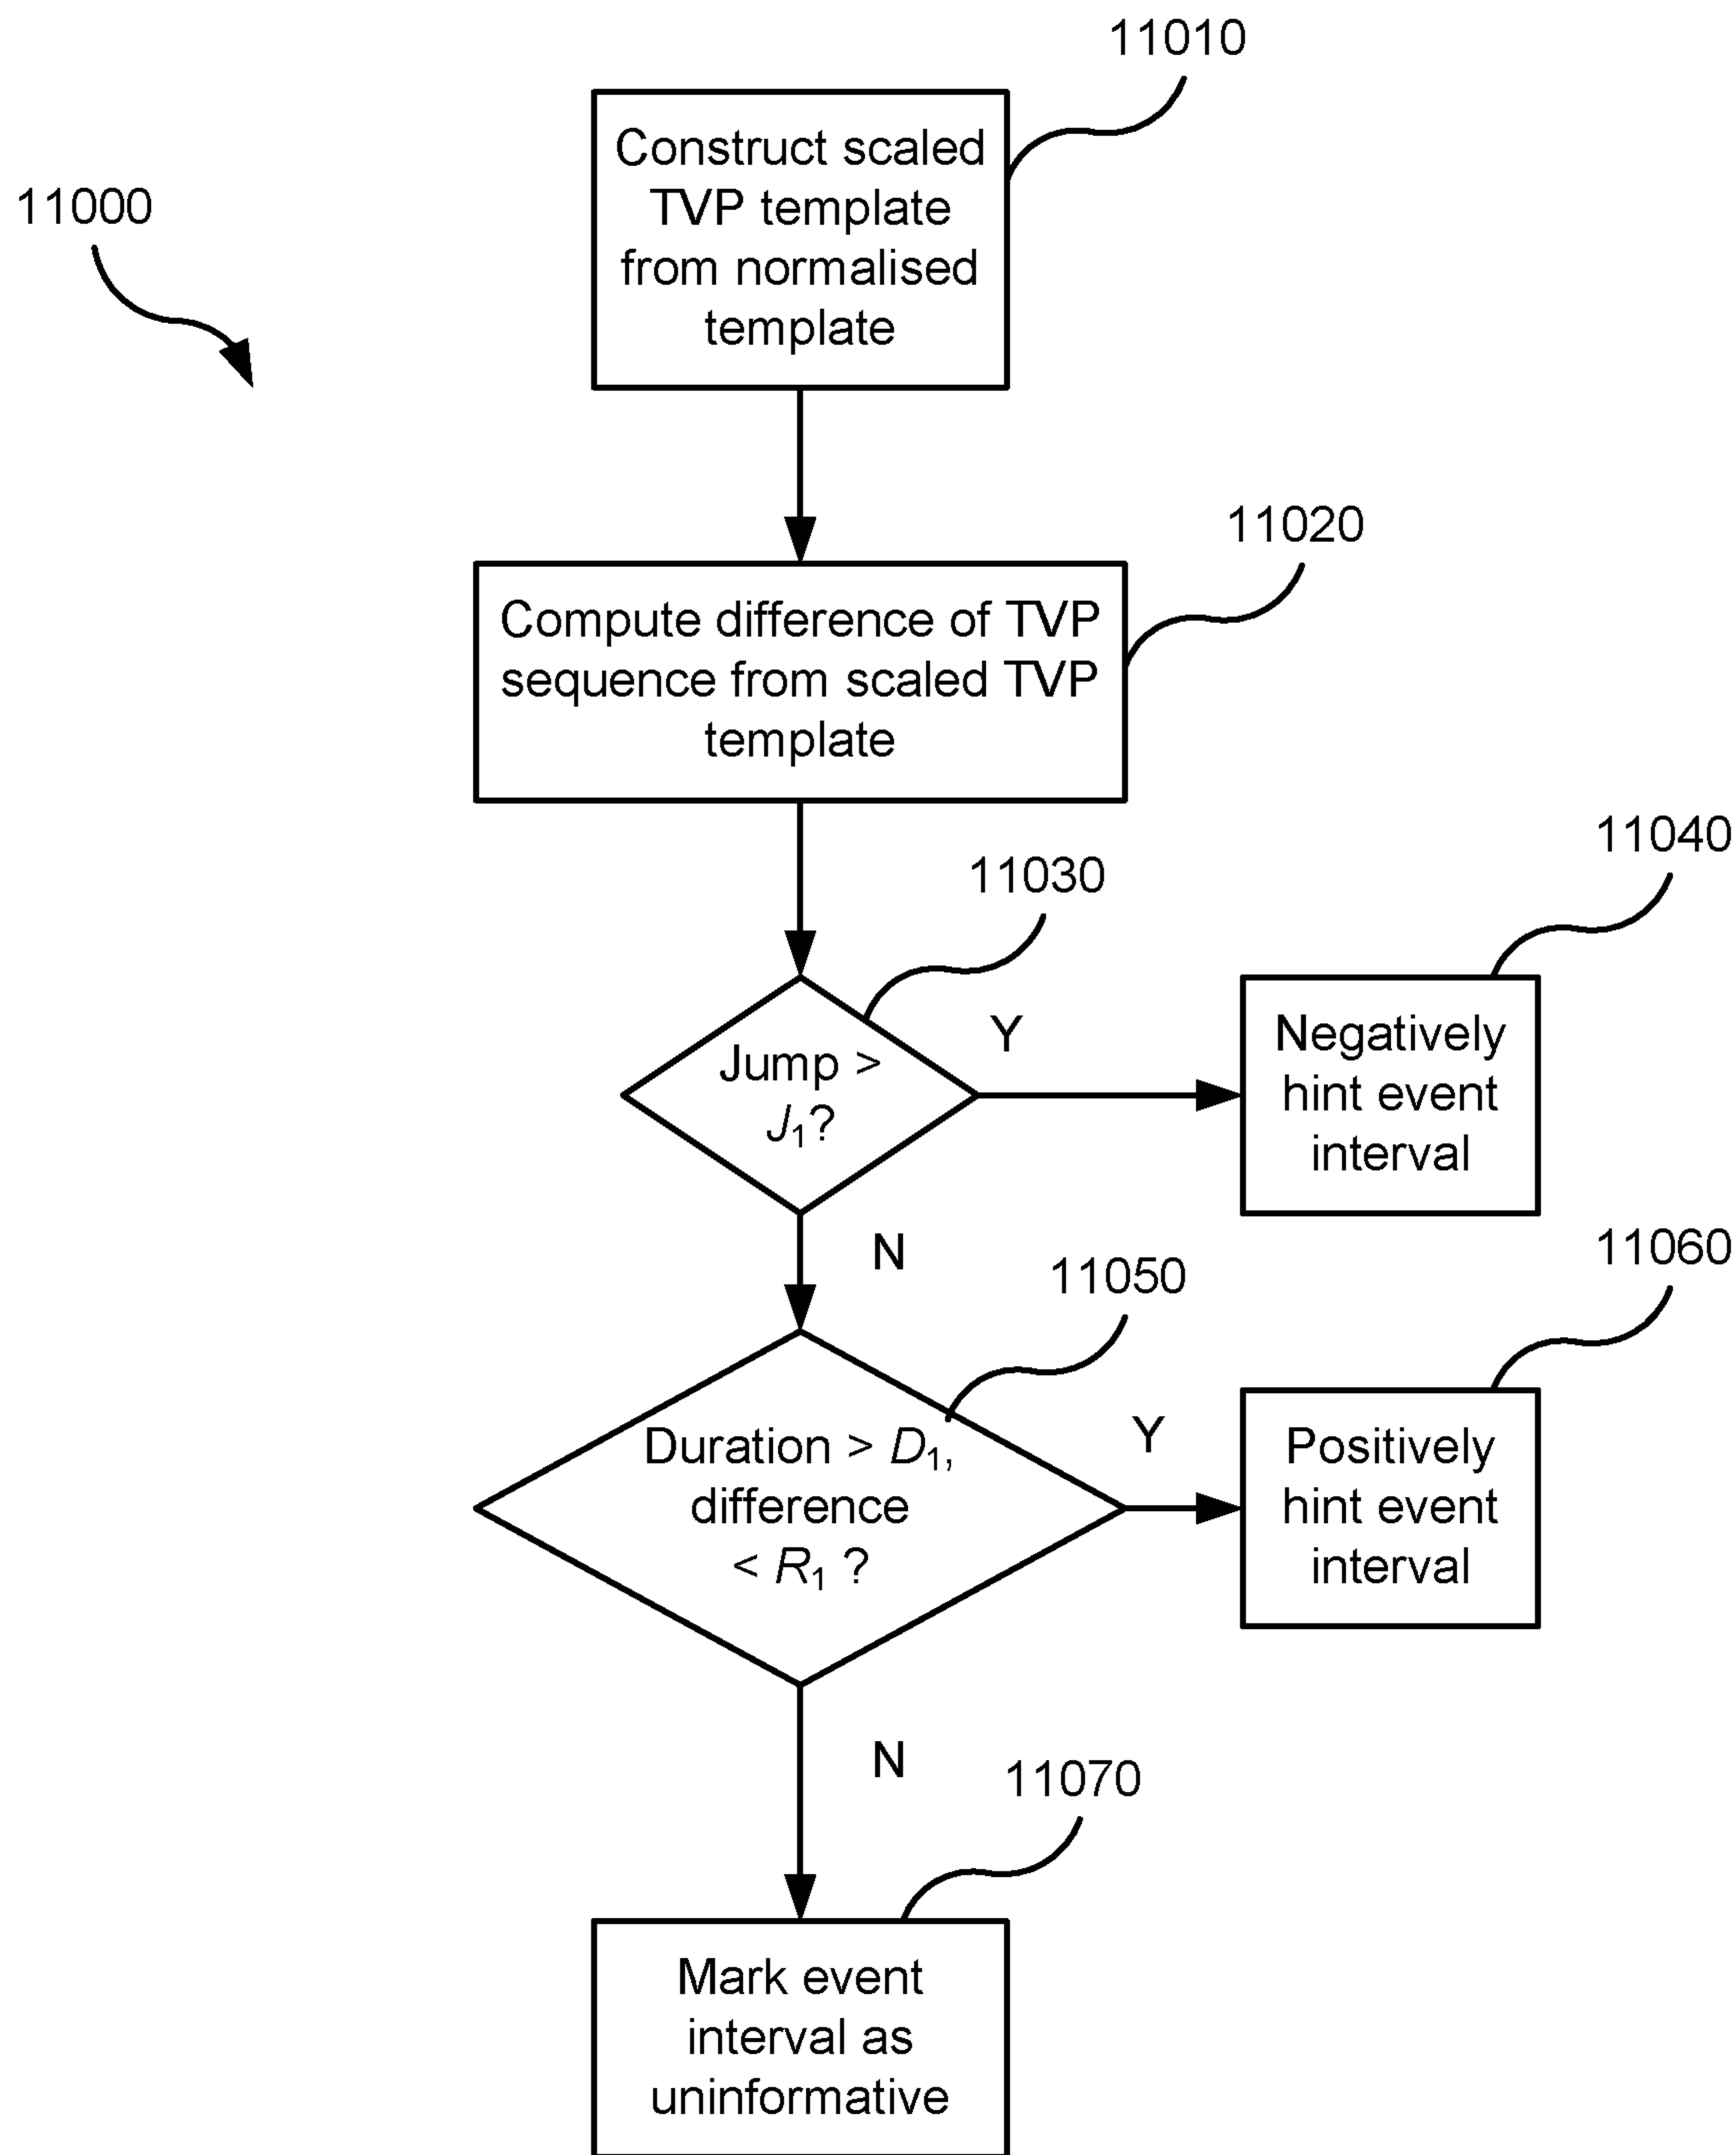 11010
Construct scaled
TVP template
from normalised
template
11000
11020
Compute difference of TVP
sequence from scaled TVP
template
11030
11040
Jump >
J1?
Y
Negatively
hint event
interval
N
11050
11060
Duration > D1,
difference
< R1 ?
Y
Positively
hint event
interval
N
11070
Mark event
interval as
uninformative